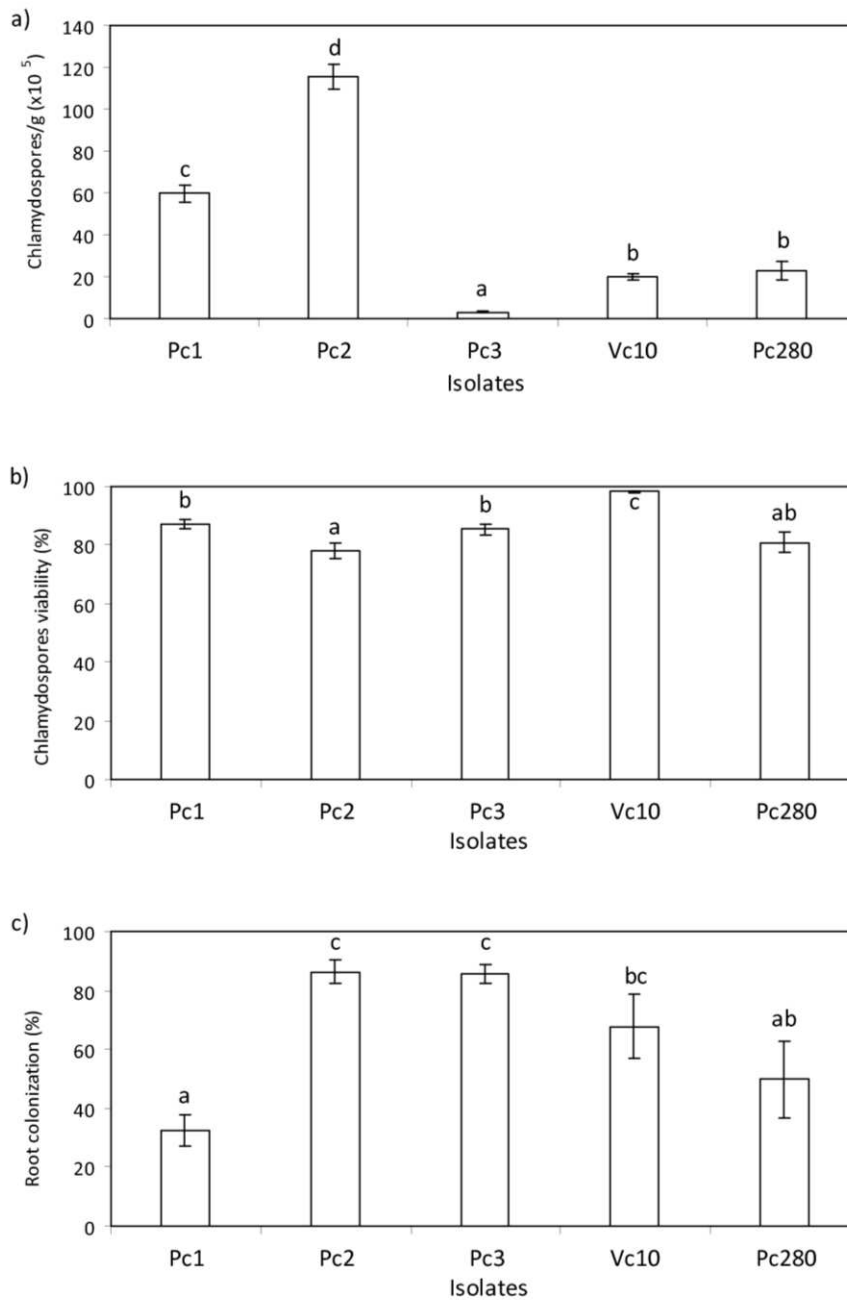 a)
Chlamydospores/g (x10 5)
140
120
100
80
60
40
20
0
c
d
a
b
b
Pc1 Pc2 Pc3 Vc10 Pc280
Isolates
b)
Chlamydospores viability (%)
100
80
60
40
20
0
b
a
b
c
ab
Pc1 Pc2 Pc3 Vc10 Pc280
Isolates
c)
Root colonization (%)
100
80
60
40
20
0
a
c
c
bc
ab
Pc1 Pc2 Pc3 Vc10 Pc280
Isolates